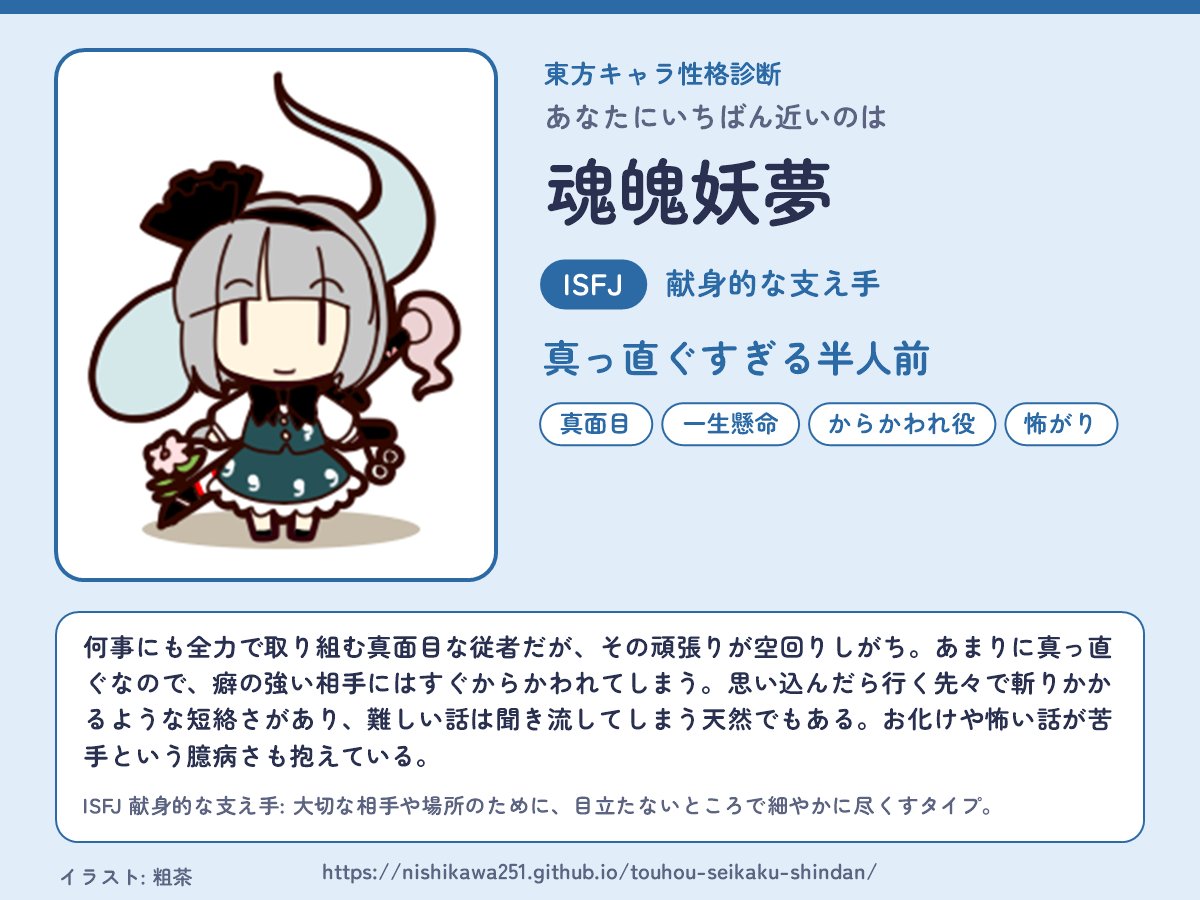 東方キャラ性格診断
あなたにいちばん近いのは
魂魄妖夢
ISFJ 献身的な支え手
真っ直ぐすぎる半人前
真面目 一生懸命 からかわれ役 怖がり
何事にも全力で取り組む真面目な従者だが、その頑張りが空回りしがち。あまりに真っ直
ぐなので、癖の強い相手にはすぐからかわれてしまう。思い込んだら行く先々で斬りかか
るような短絡さがあり、難しい話は聞き流してしまう天然でもある。お化けや怖い話が苦
手という臆病さも抱えている。
ISFJ 献身的な支え手: 大切な相手や場所のために、目立たないところで細やかに尽くすタイプ。
イラスト: 粗茶 https://nishikawa251.github.io/touhou-seikaku-shindan/